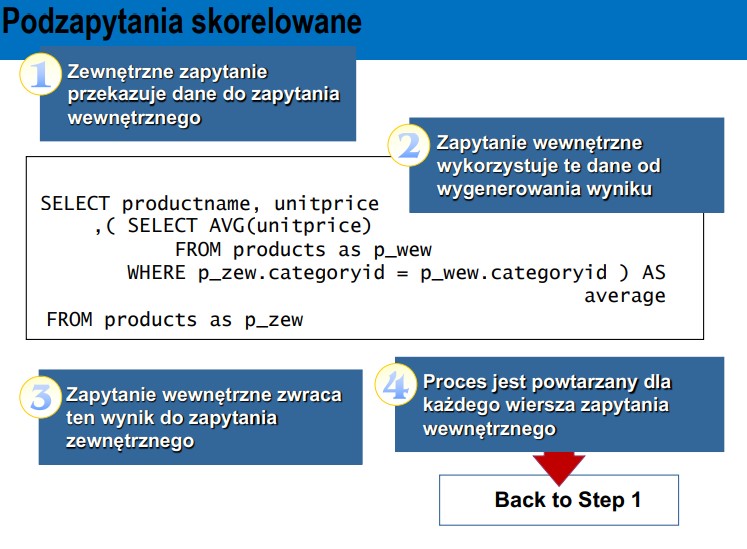 Podzapytania skorelowane
1
Zewnętrzne zapytanie
przekazuje dane do zapytania
wewnętrznego
2
Zapytanie wewnętrzne
wykorzystuje te dane od
wygenerowania wyniku
SELECT productname, unitprice
,( SELECT AVG(unitprice)
FROM products as p_wew
WHERE p_zew.categoryid = p_wew.categoryid ) AS
average
FROM products as p_zew
3
Zapytanie wewnętrzne zwraca
ten wynik do zapytania
zewnętrznego
4
Proces jest powtarzany dla
każdego wiersza zapytania
wewnętrznego
Back to Step 1